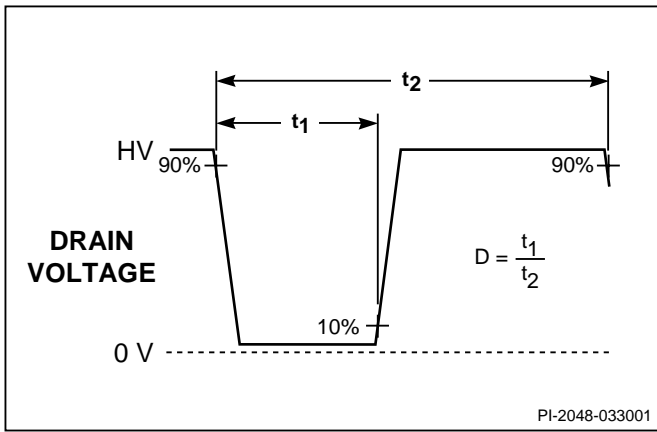 t2
t1
HV
90%
90%
DRAIN
VOLTAGE
D = t1
t2
10%
0 V
PI-2048-033001